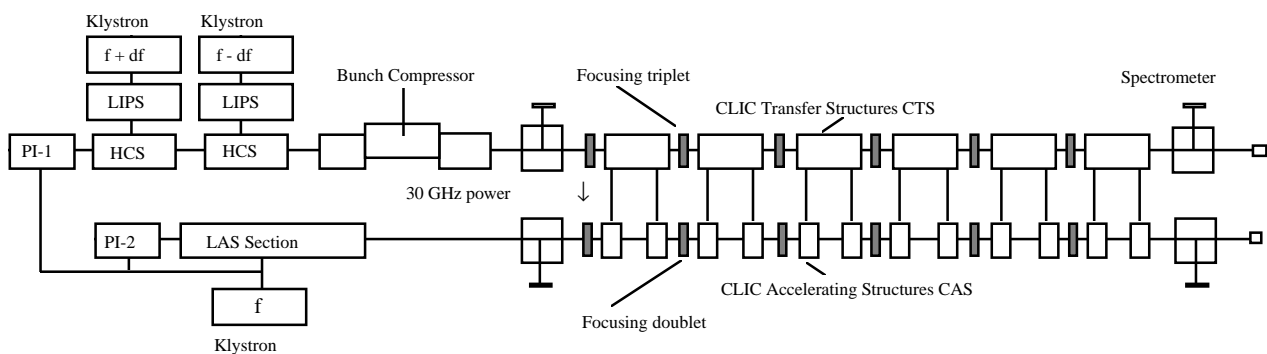 Klystron
Klystron
f + df
f - df
Bunch Compressor
Focusing triplet
Spectrometer
LIPS
LIPS
CLIC Transfer Structures CTS
PI-1
HCS
HCS
30 GHz power
↓
PI-2
LAS Section
CLIC Accelerating Structures CAS
f
Focusing doublet
Klystron